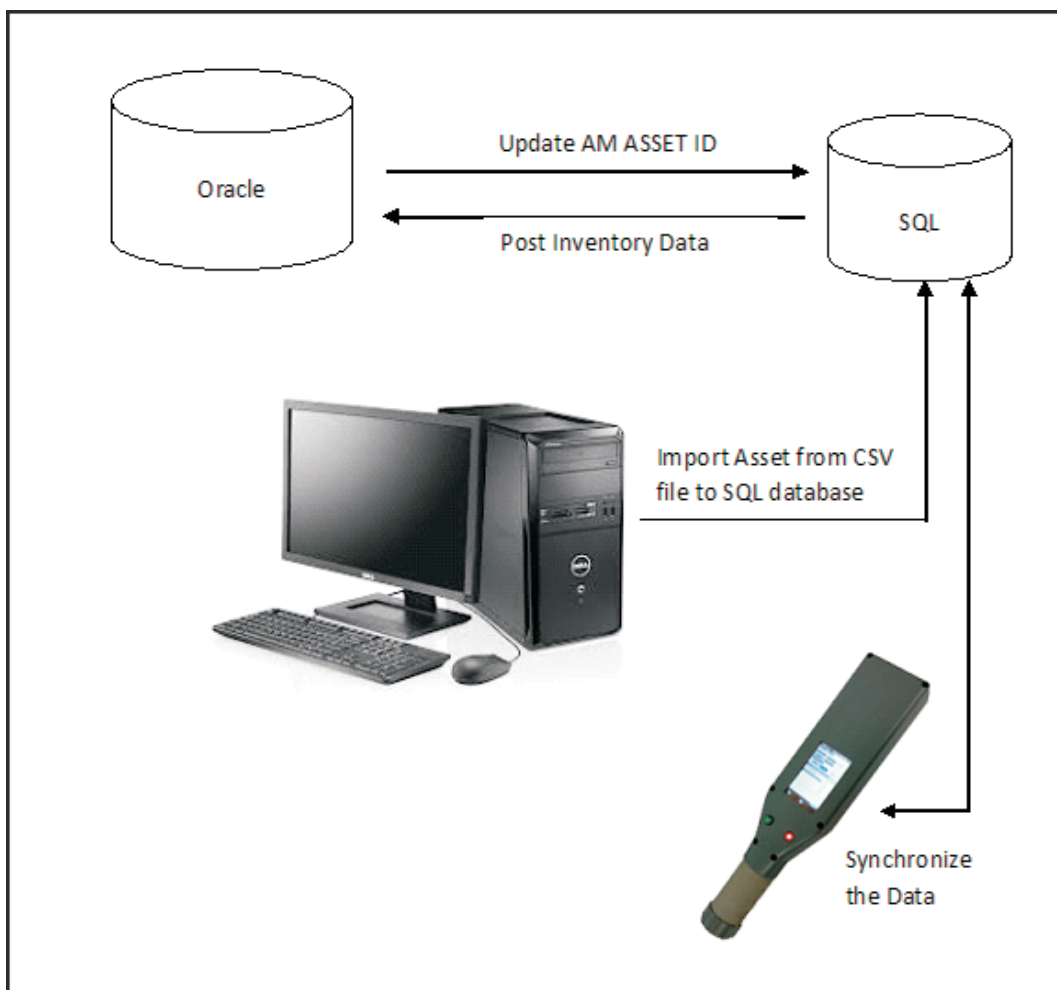 Update AM ASSET ID
Oracle
SQL
Post Inventory Data
Import Asset from CSV
file to SQL database
DELL
Synchronize
the Data